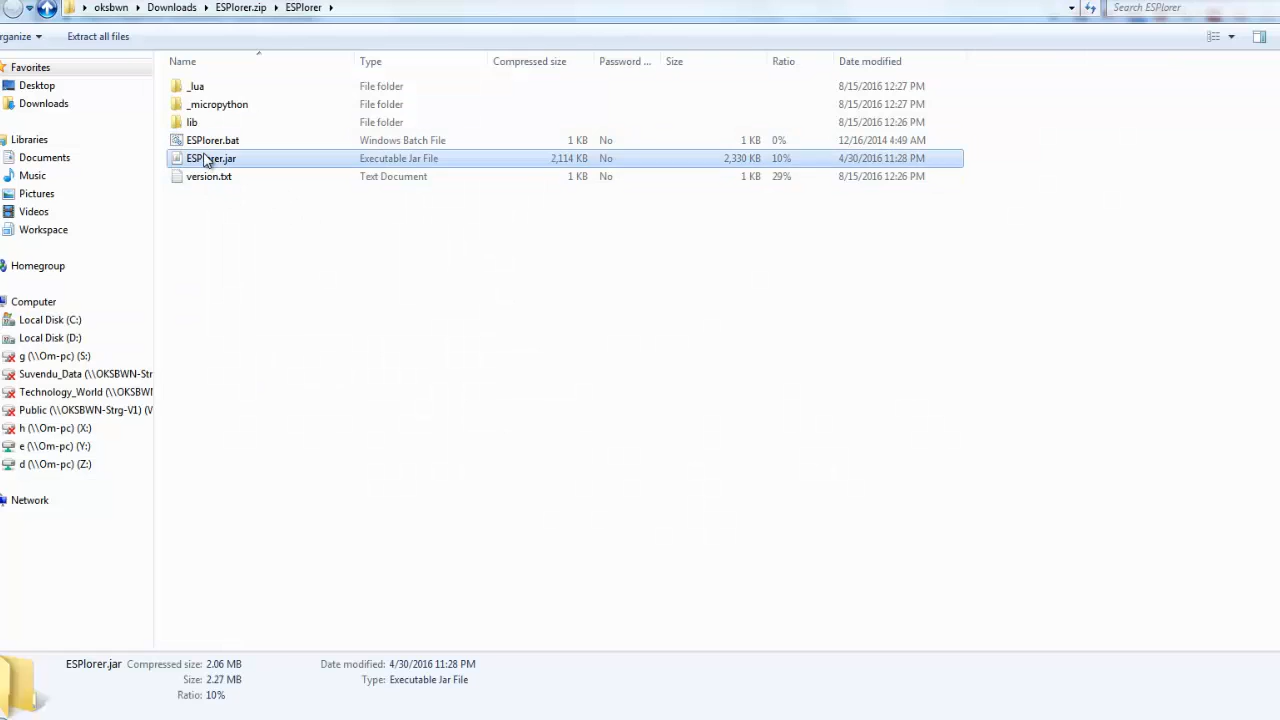 oksbwn Downloads ESPlorer.zip ESPlorer Search ESPlorer
rganize Extract all files
Name Type Compressed size Password ... Size Ratio Date modified
Favorites
Desktop
Downloads
Libraries
Documents
Music
Pictures
Videos
Workspace
Homegroup
Computer
Local Disk (C:)
Local Disk (D:)
g (\\Om-pc) (S:)
Suvendu_Data (\\OKSBWN-Str
Technology_World (\\OKSBWN
Public (\\OKSBWN-Strg-V1) (V
h (\\Om-pc) (X:)
e (\\Om-pc) (Y:)
d (\\Om-pc) (Z:)
Network
_lua File folder 8/15/2016 12:27 PM
_micropython File folder 8/15/2016 12:27 PM
lib File folder 8/15/2016 12:26 PM
ESPlorer.bat Windows Batch File 1 KB No 1 KB 0% 12/16/2014 4:49 AM
ESPlorer.jar Executable Jar File 2,114 KB No 2,330 KB 10% 4/30/2016 11:28 PM
version.txt Text Document 1 KB No 1 KB 29% 8/15/2016 12:26 PM
ESPlorer.jar Compressed size: 2.06 MB Date modified: 4/30/2016 11:28 PM
Size: 2.27 MB Type: Executable Jar File
Ratio: 10%